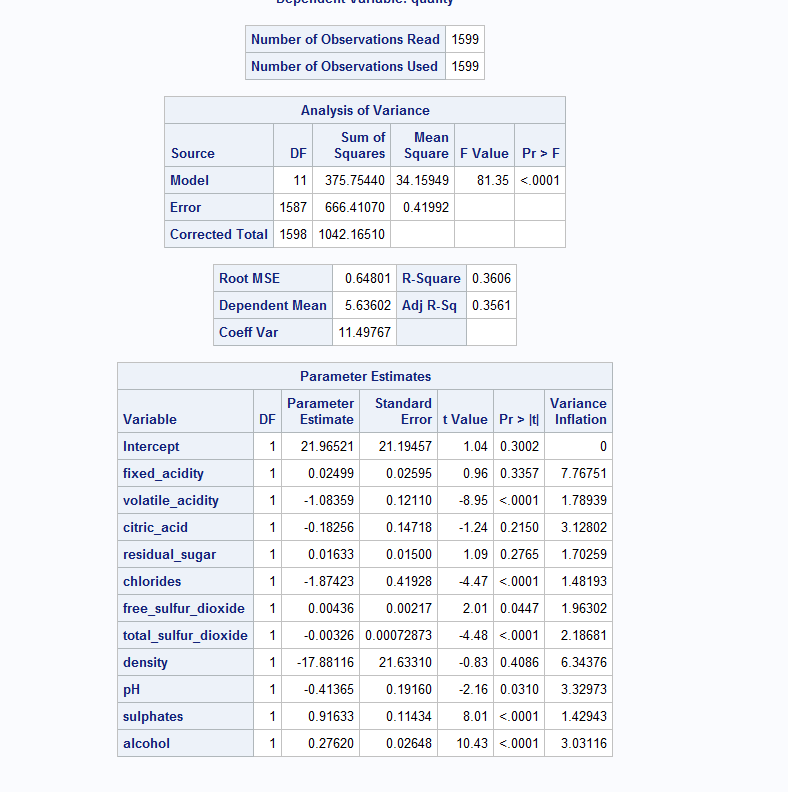 Dependent Variable: quality
Number of Observations Read 1599
Number of Observations Used 1599
Analysis of Variance
Source DF Sum of Squares Mean Square F Value Pr > F
Model 11 375.75440 34.15949 81.35 <.0001
Error 1587 666.41070 0.41992
Corrected Total 1598 1042.16510
Root MSE 0.64801 R-Square 0.3606
Dependent Mean 5.63602 Adj R-Sq 0.3561
Coeff Var 11.49767
Parameter Estimates
Variable DF Parameter Estimate Standard Error t Value Pr > |t| Variance Inflation
Intercept 1 21.96521 21.19457 1.04 0.3002 0
fixed_acidity 1 0.02499 0.02595 0.96 0.3357 7.76751
volatile_acidity 1 -1.08359 0.12110 -8.95 <.0001 1.78939
citric_acid 1 -0.18256 0.14718 -1.24 0.2150 3.12802
residual_sugar 1 0.01633 0.01500 1.09 0.2765 1.70259
chlorides 1 -1.87423 0.41928 -4.47 <.0001 1.48193
free_sulfur_dioxide 1 0.00436 0.00217 2.01 0.0447 1.96302
total_sulfur_dioxide 1 -0.00326 0.00072873 -4.48 <.0001 2.18681
density 1 -17.88116 21.63310 -0.83 0.4086 6.34376
pH 1 -0.41365 0.19160 -2.16 0.0310 3.32973
sulphates 1 0.91633 0.11434 8.01 <.0001 1.42943
alcohol 1 0.27620 0.02648 10.43 <.0001 3.03116